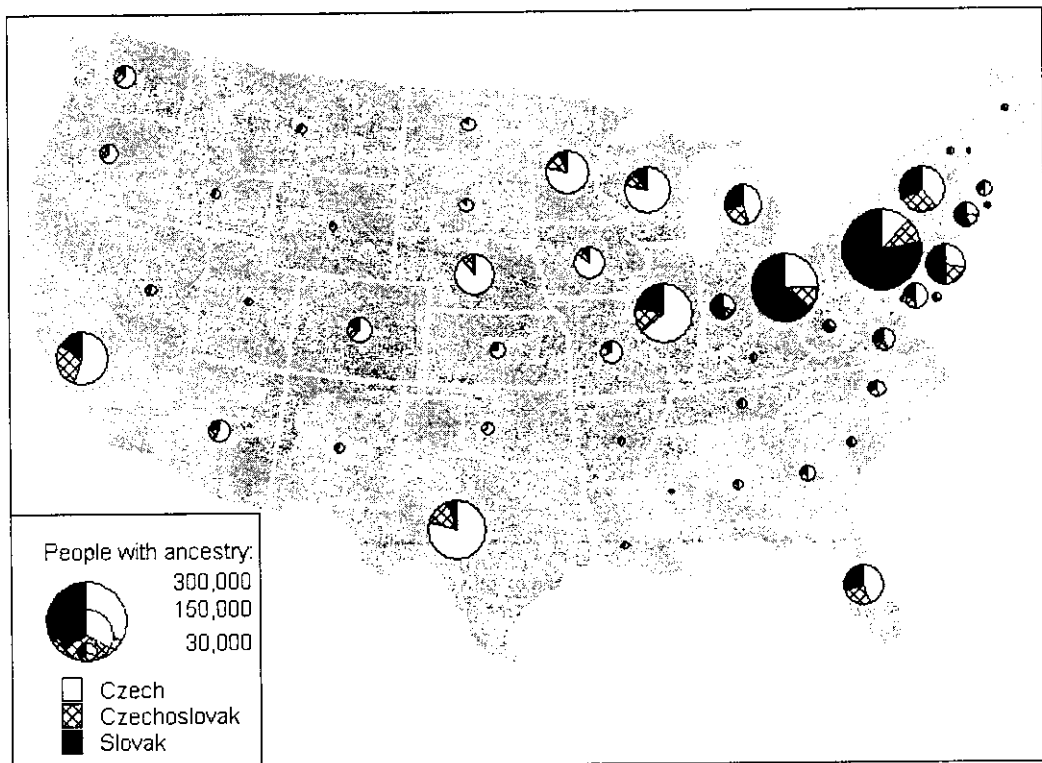 People with ancestry:
300,000
150,000
30,000
Czech
Czechoslovak
Slovak